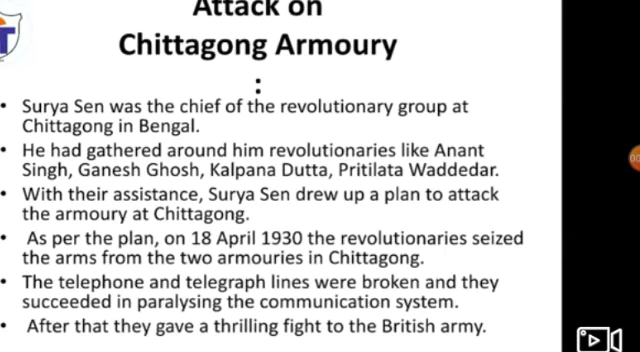 Attack on
Chittagong Armoury
:
• Surya Sen was the chief of the revolutionary group at
Chittagong in Bengal.
• He had gathered around him revolutionaries like Anant
Singh, Ganesh Ghosh, Kalpana Dutta, Pritilata Waddedar.
• With their assistance, Surya Sen drew up a plan to attack
the armoury at Chittagong.
• As per the plan, on 18 April 1930 the revolutionaries seized
the arms from the two armouries in Chittagong.
• The telephone and telegraph lines were broken and they
succeeded in paralysing the communication system.
• After that they gave a thrilling fight to the British army.